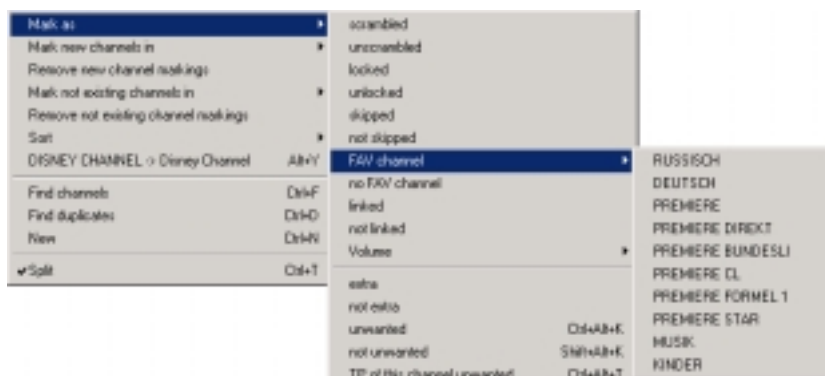 Mark as
Mark new channels in
Remove new channel markings
Mark not existing channels in
Remove not existing channel markings
Sort
DISNEY CHANNEL -> Disney Channel Alt+Y
Find channels Ctrl+F
Find duplicates Ctrl+D
New Ctrl+N
Split Ctrl+T
scrambled
unscrambled
locked
unlocked
skipped
not skipped
FAV channel
no FAV channel
linked
not linked
Volume
extra
not extra
unwanted Ctrl+Alt+K
not unwanted Shift+Alt+K
TP of this channel unwanted Ctrl+Alt+T
RUSSISCH
DEUTSCH
PREMIERE
PREMIERE DIREKT
PREMIERE BUNDESLI
PREMIERE CL
PREMIERE FORMEL 1
PREMIERE STAR
MUSIK
KINDER